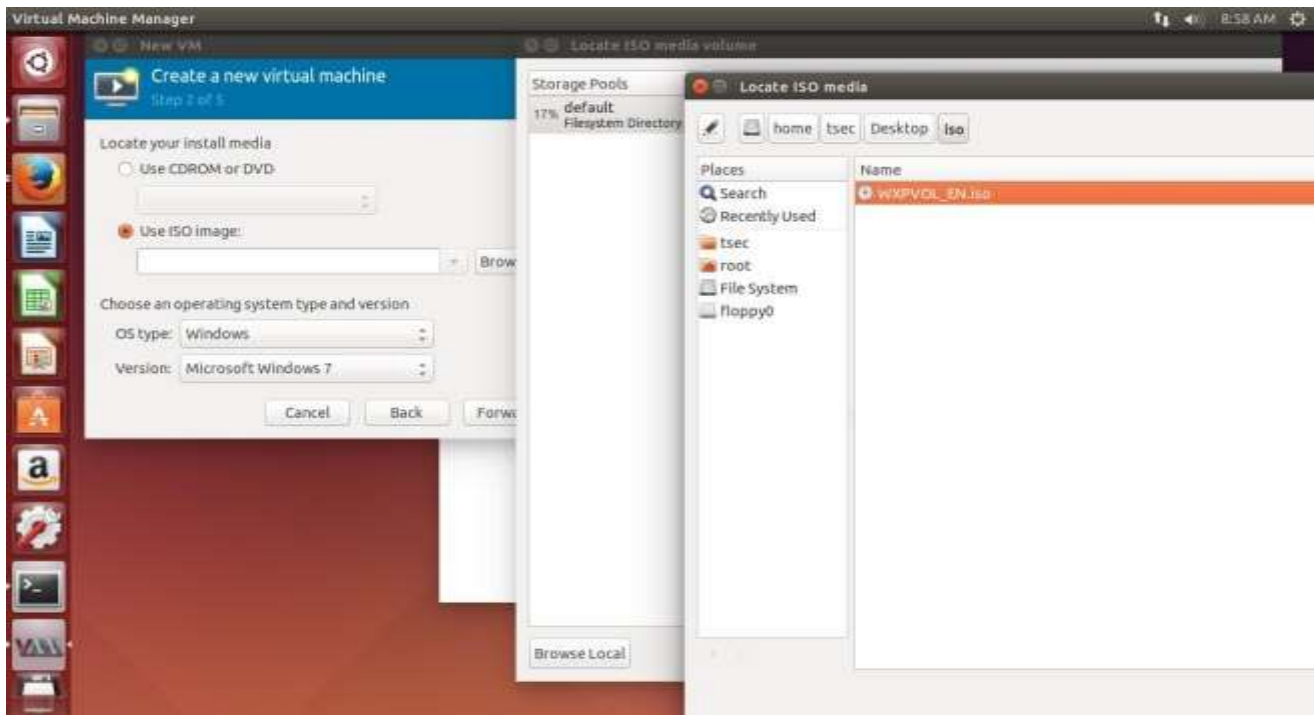 Virtual Machine Manager
8:58 AM
New VM
Create a new virtual machine
Step 2 of 5
Locate your install media
Use CDROM or DVD
Use ISO image:
Brow
Choose an operating system type and version
OS type: Windows
Version: Microsoft Windows 7
Cancel Back Forwa
Locate ISO media volume
Storage Pools
17% default
Filesystem Directory
Browse Local
Locate ISO media
home tsec Desktop iso
Places
Search
Recently Used
tsec
root
File System
floppy0
Name
WXPVOL_EN.iso
a
>_